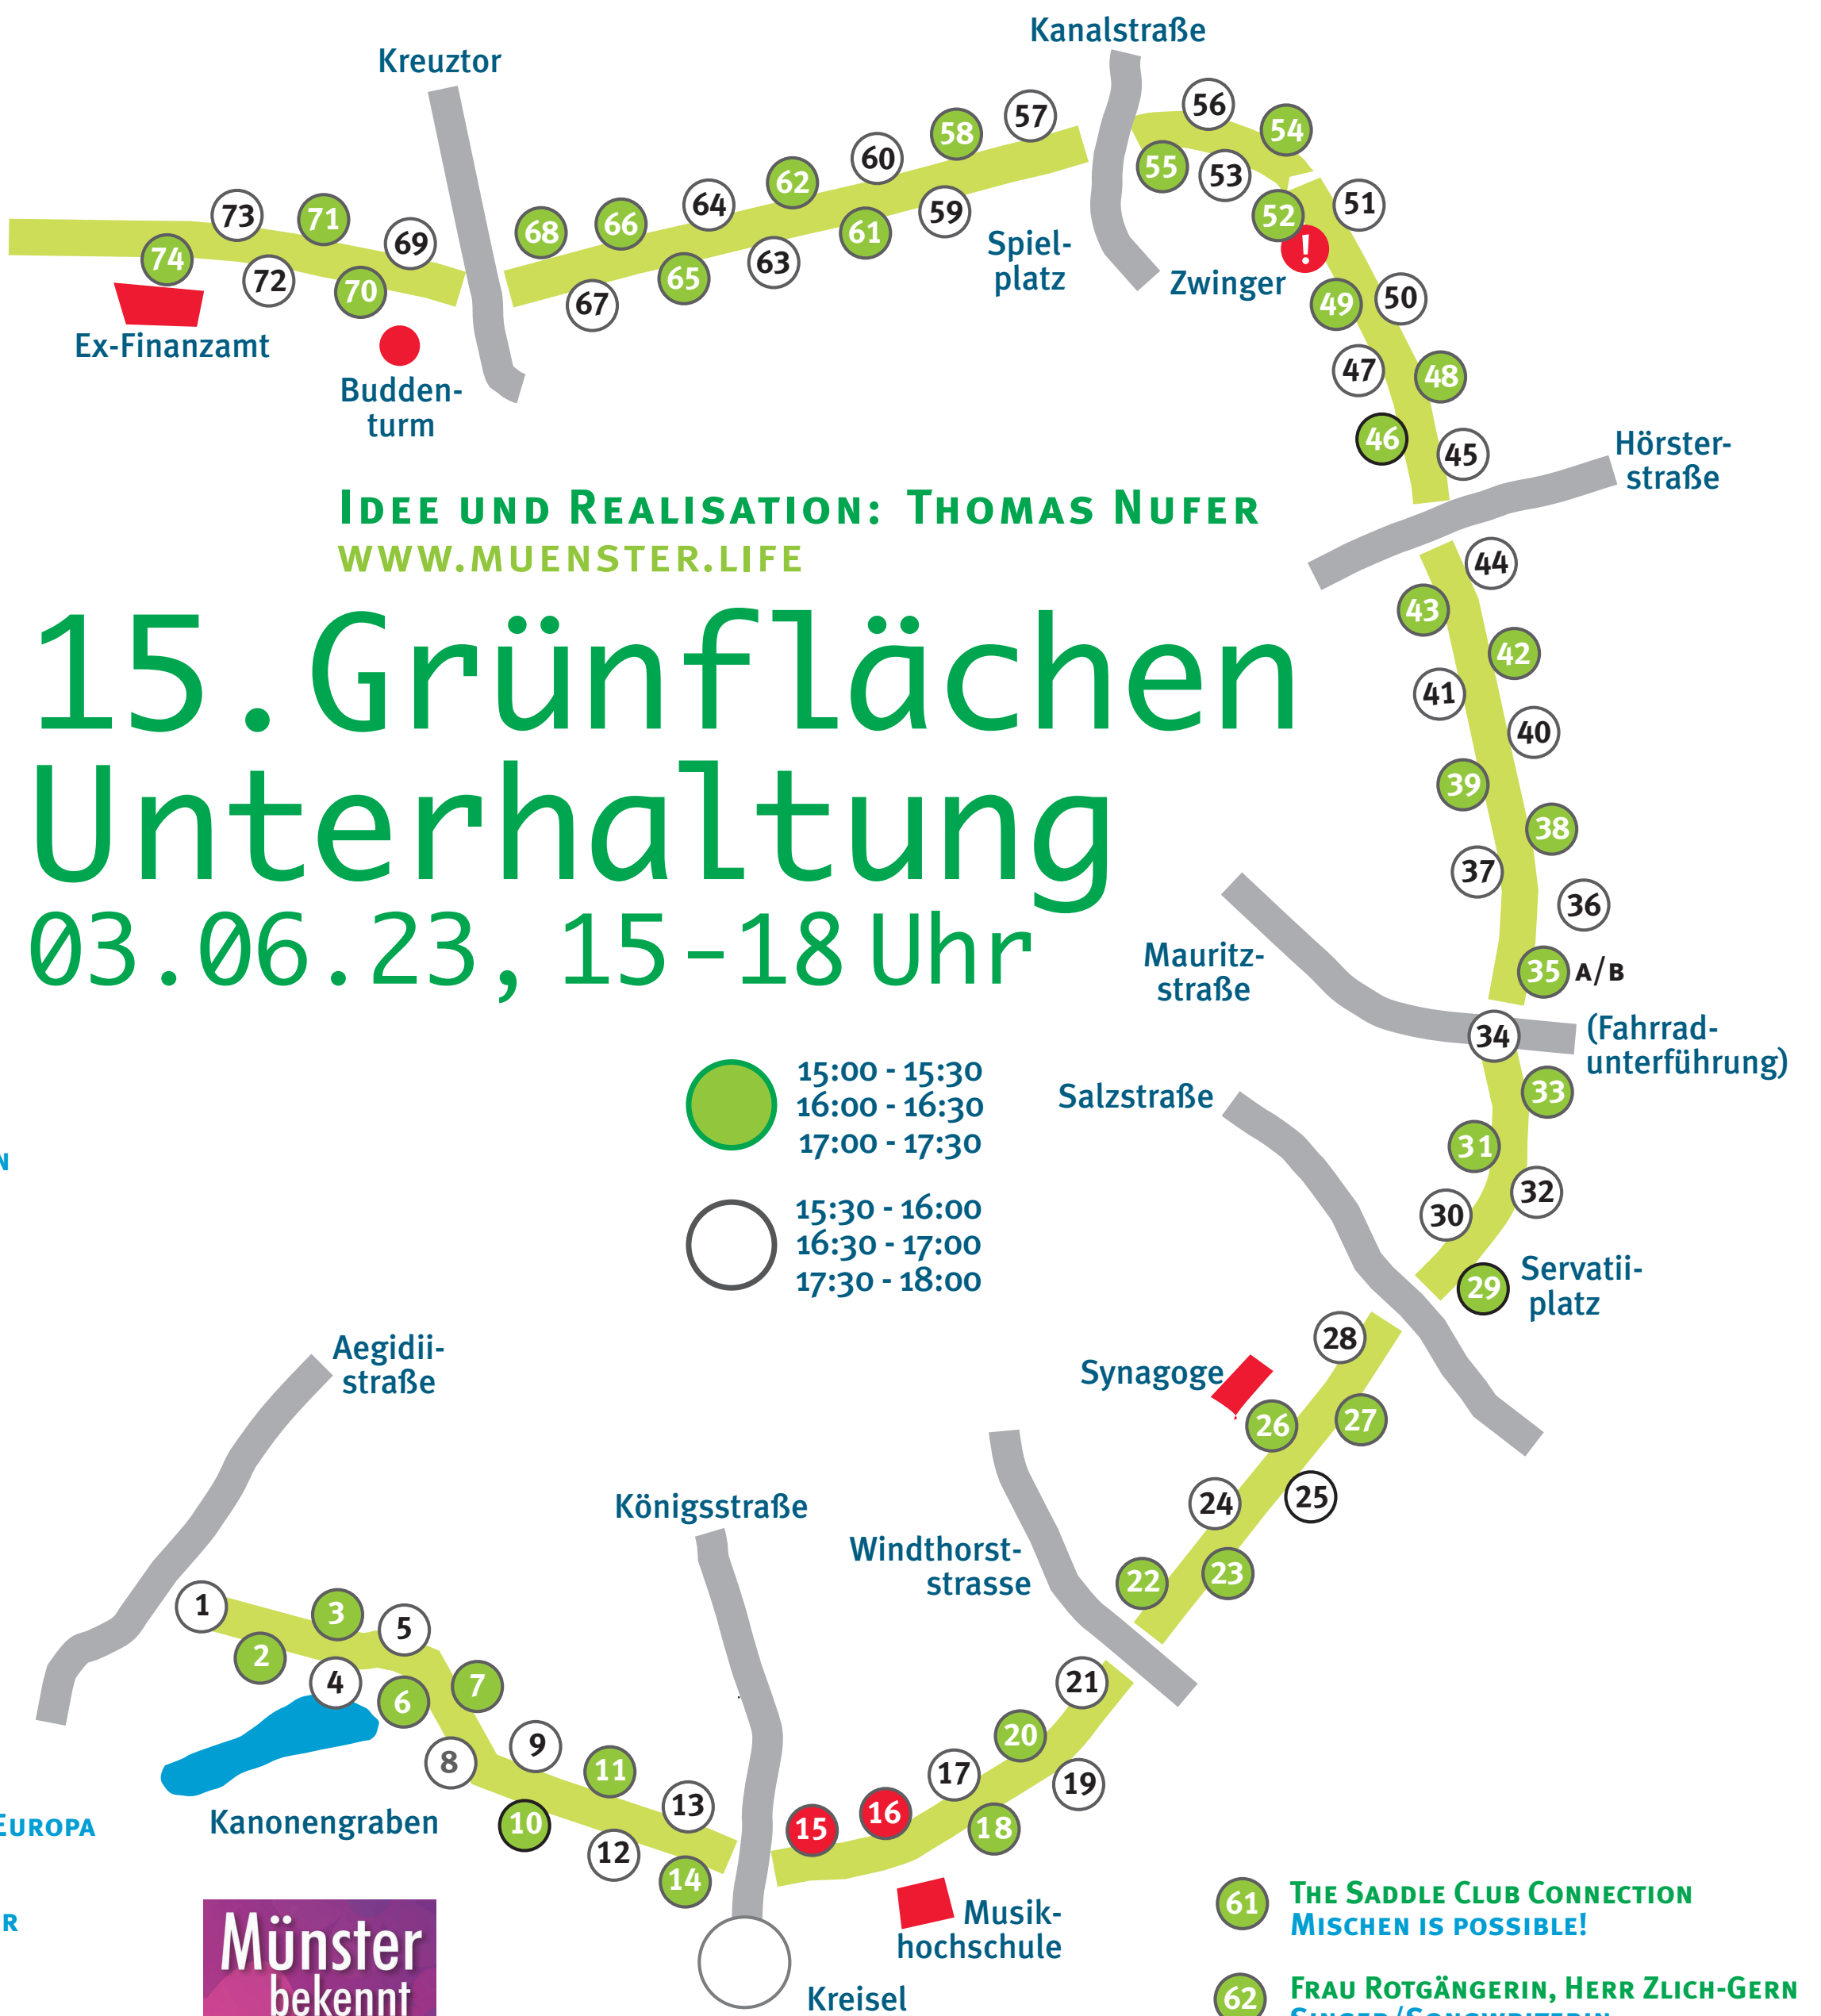 Kanalstraße
Kreuztor
56
57
54
58
60
55
53
62
51
64
52
59
73
71
66
68
61
69
!
Spiel-
platz
Zwinger
74
63
65
72
70
67
49
50
Ex-Finanzamt
47
48
Budden-
turm
46
45
Hörster-
straße
Idee und Realisation: Thomas Nufer
www.muenster.life
44
43
15.Grünflächen
42
41
40
Unterhaltung
39
38
37
36
03.06.23, 15-18 Uhr
Mauritz-
straße
35 A/B
34
(Fahrrad-
unterführung)
15:00 - 15:30
16:00 - 16:30
17:00 - 17:30
Salzstraße
33
31
N
32
30
15:30 - 16:00
16:30 - 17:00
17:30 - 18:00
Servatii-
platz
29
28
Aegidii-
straße
Synagoge
26
27
25
24
Königsstraße
Windthorst-
strasse
23
22
1
3
5
2
4
7
6
21
20
9
8
11
17
19
13
16
Kanonengraben
10
15
18
Europa
12
14
61
The Saddle Club Connection
Mischen is possible!
Musik-
hochschule
R
Münster
bekennt
62
Frau Rotgängerin, Herr Zlich-Gern
Singer/Songwriterin
Kreisel